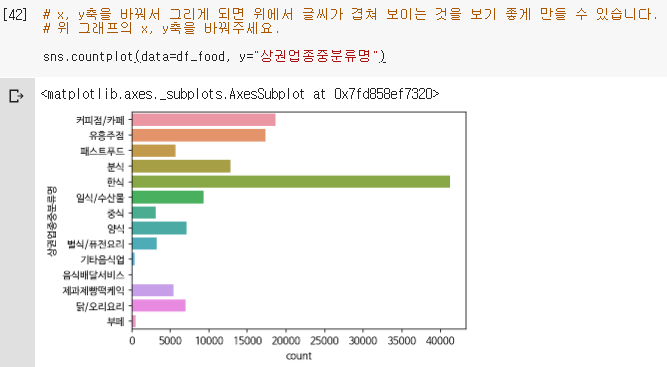 [42] # x, y축을 바꿔서 그리게 되면 위에서 글씨가 겹쳐 보이는 것을 보기 좋게 만들 수 있습니다.
# 위 그래프의 x, y축을 바꿔주세요.
sns.countplot(data=df_food, y="상권업종중분류명")
<matplotlib.axes._subplots.AxesSubplot at 0x7fd858ef7320>
상권업종중분류명
커피점/카페
유흥주점
패스트푸드
분식
한식
일식/수산물
중식
양식
별식/퓨전요리
기타음식업
음식배달서비스
제과제빵떡케익
닭/오리요리
부페
0 5000 10000 15000 20000 25000 30000 35000 40000
count